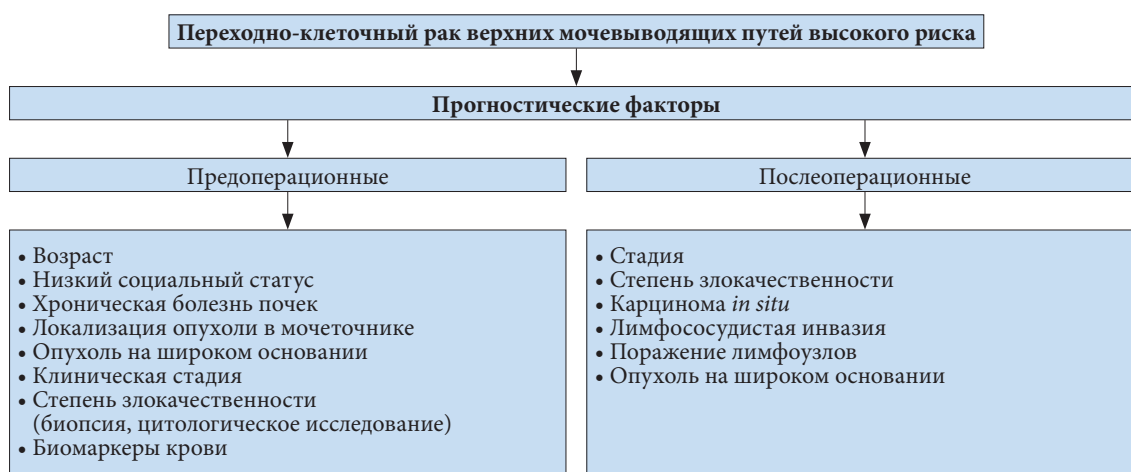 Переходно-клеточный рак верхних мочевыводящих путей высокого риска
Прогностические факторы
Предоперационные
Послеоперационные
• Возраст
• Низкий социальный статус
• Хроническая болезнь почек
• Локализация опухоли в мочеточнике
• Опухоль на широком основании
• Клиническая стадия
• Степень злокачественности
(биопсия, цитологическое исследование)
• Биомаркеры крови
• Стадия
• Степень злокачественности
• Карцинома in situ
• Лимфососудистая инвазия
• Поражение лимфоузлов
• Опухоль на широком основании